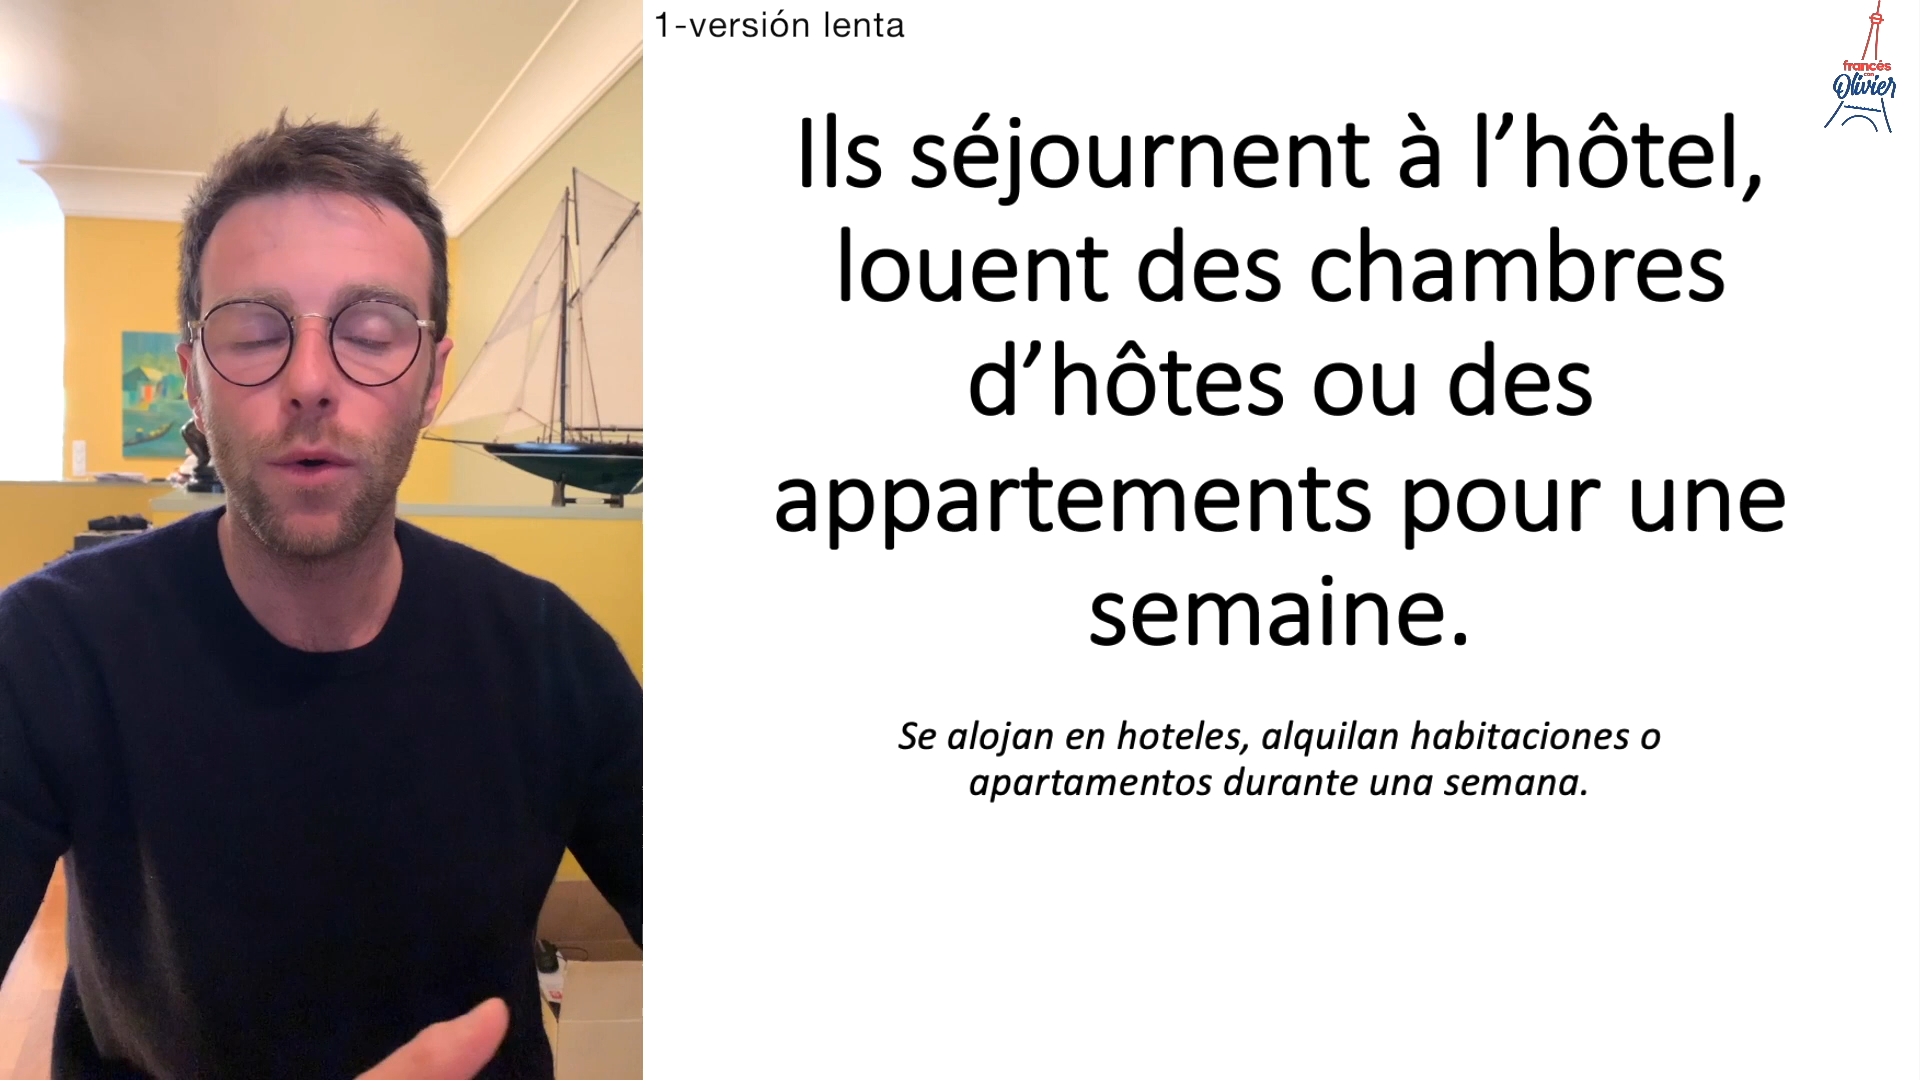 1-versión lenta
francés
con
Olivier
Ils séjournent à l’hôtel,
louent des chambres
d’hôtes ou des
appartements pour une
semaine.
Se alojan en hoteles, alquilan habitaciones o
apartamentos durante una semana.